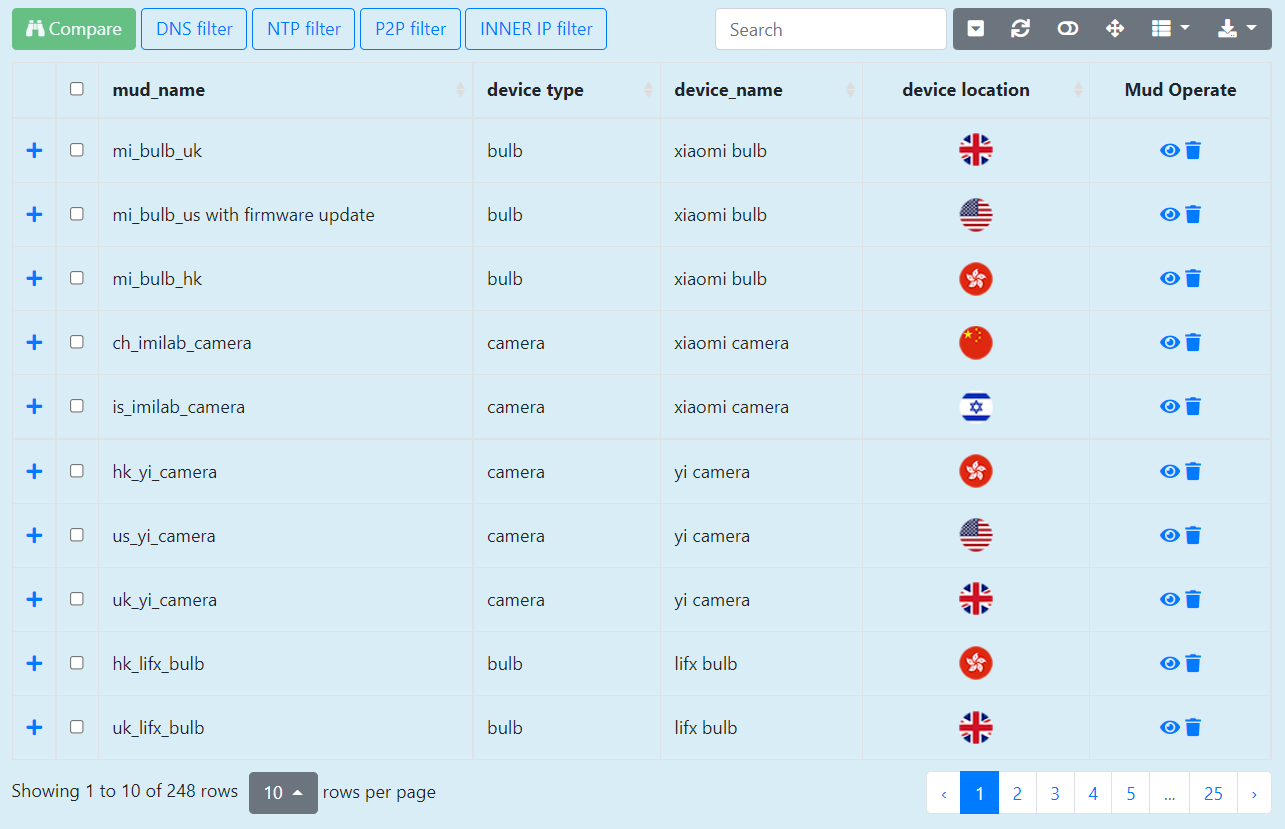 Compare DNS filter NTP filter P2P filter INNER IP filter Search
mud_name device type device_name device location Mud Operate
mi_bulb_uk bulb xiaomi bulb
mi_bulb_us with firmware update bulb xiaomi bulb
mi_bulb_hk bulb xiaomi bulb
ch_imilab_camera camera xiaomi camera
is_imilab_camera camera xiaomi camera
hk_yi_camera camera yi camera
us_yi_camera camera yi camera
uk_yi_camera camera yi camera
hk_lifx_bulb bulb lifx bulb
uk_lifx_bulb bulb lifx bulb
Showing 1 to 10 of 248 rows 10 rows per page ‹ 1 2 3 4 5 ... 25 ›